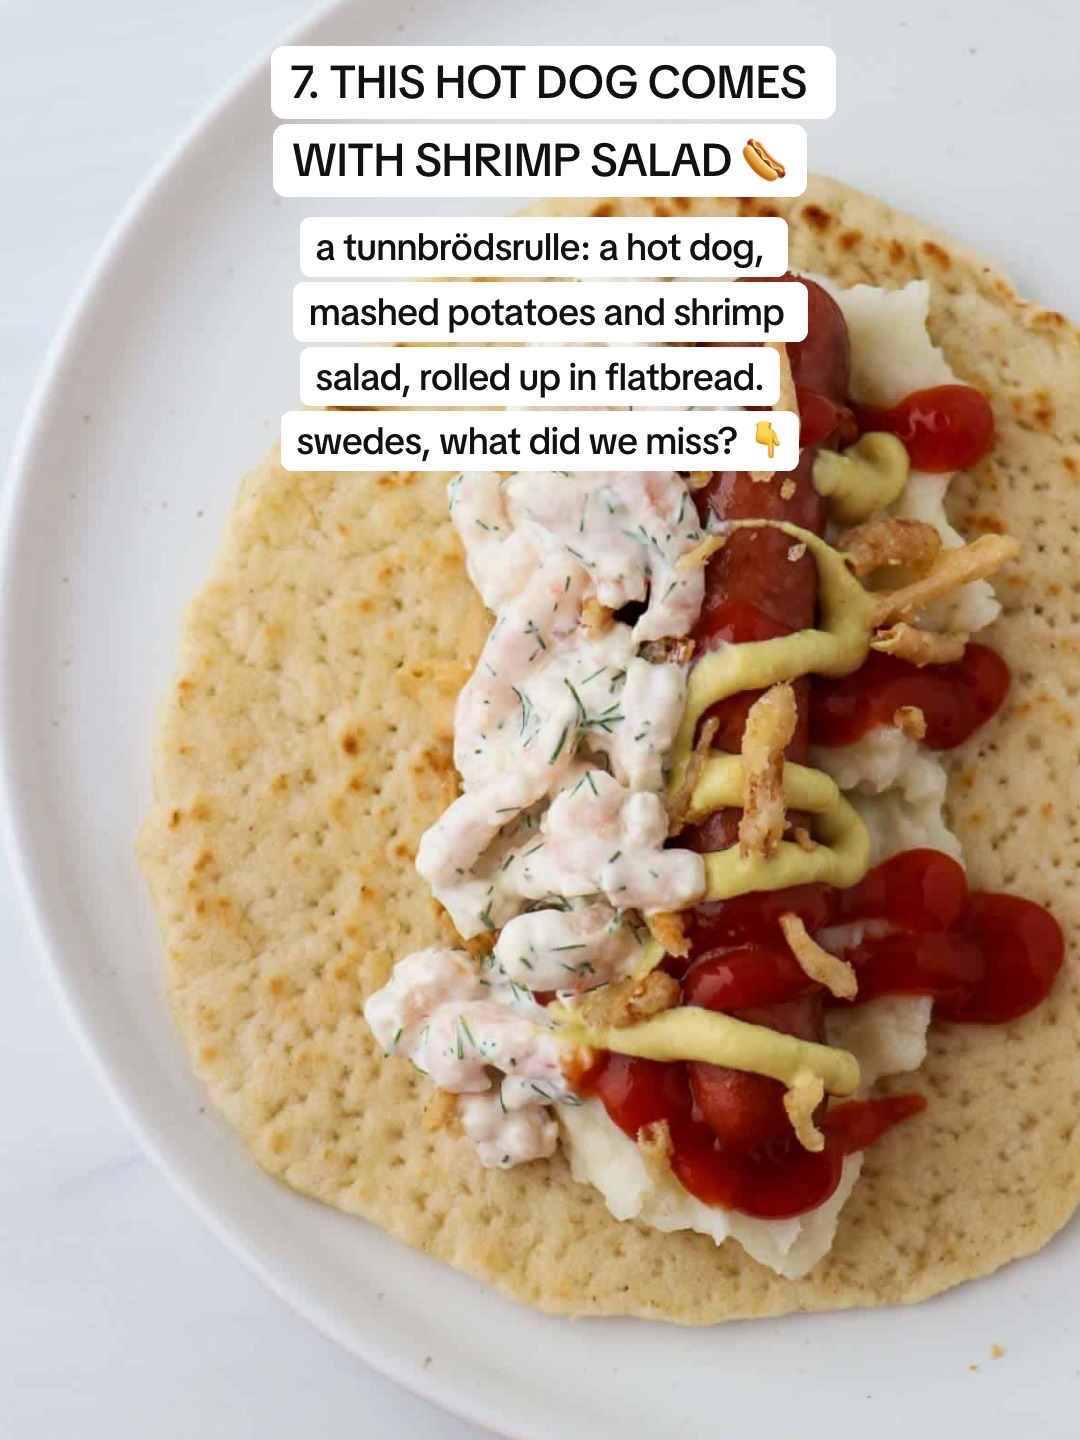 7. THIS HOT DOG COMES
WITH SHRIMP SALAD 🌭
a tunnbrödsrulle: a hot dog,
mashed potatoes and shrimp
salad, rolled up in flatbread.
swedes, what did we miss? 👇